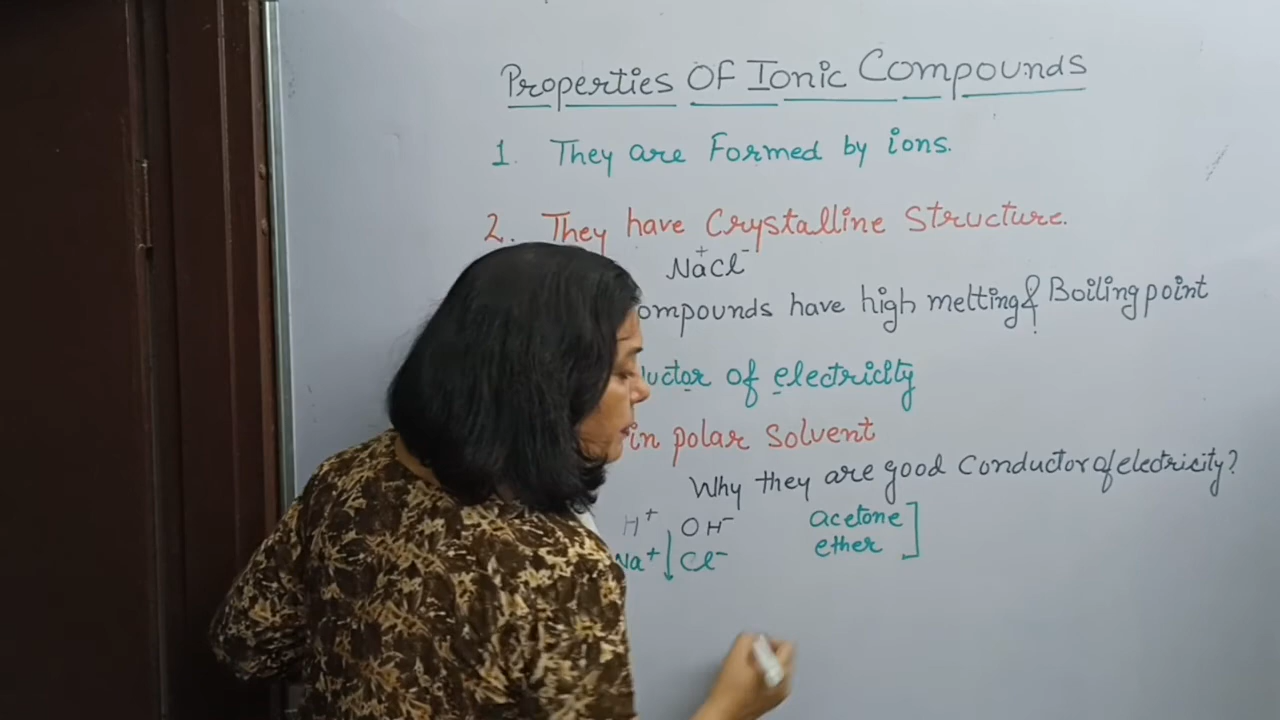 Properties Of Ionic Compounds
1. They are Formed by ions.
2. They have Crystalline Structure.
Na⁺Cl⁻
ompounds have high melting & Boiling point
uctor of electricity
in polar Solvent
Why they are good Conductor of electricity?
H⁺ OH⁻ acetone
Na⁺ ↓ Cl⁻ ether